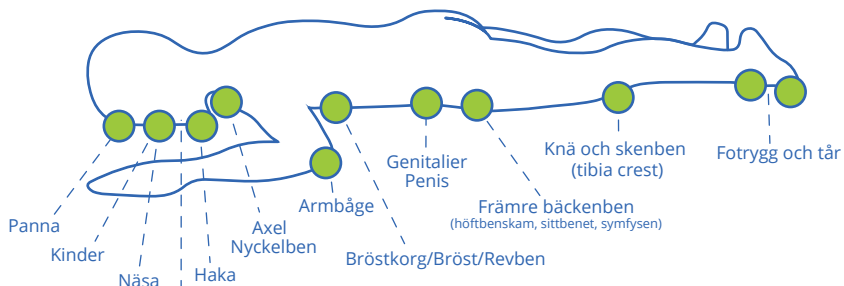 Panna
Kinder
Näsa
Haka
Axel
Nyckelben
Armbåge
Bröstkorg/Bröst/Revben
Genitalier
Penis
Främre bäckenben
(höftbenskam, sittbenet, symfysen)
Knä och skenben
(tibia crest)
Fotrygg och tår